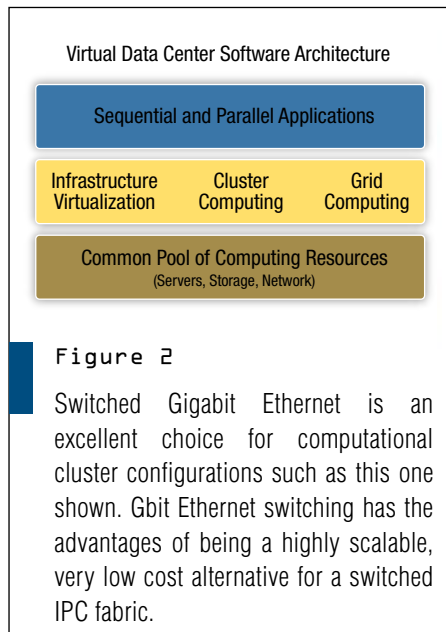 Virtual Data Center Software Architecture
Sequential and Parallel Applications
Infrastructure Virtualization
Cluster Computing
Grid Computing
Common Pool of Computing Resources
(Servers, Storage, Network)
Figure 2
Switched Gigabit Ethernet is an
excellent choice for computational
cluster configurations such as this one
shown. Gbit Ethernet switching has the
advantages of being a highly scalable,
very low cost alternative for a switched
IPC fabric.